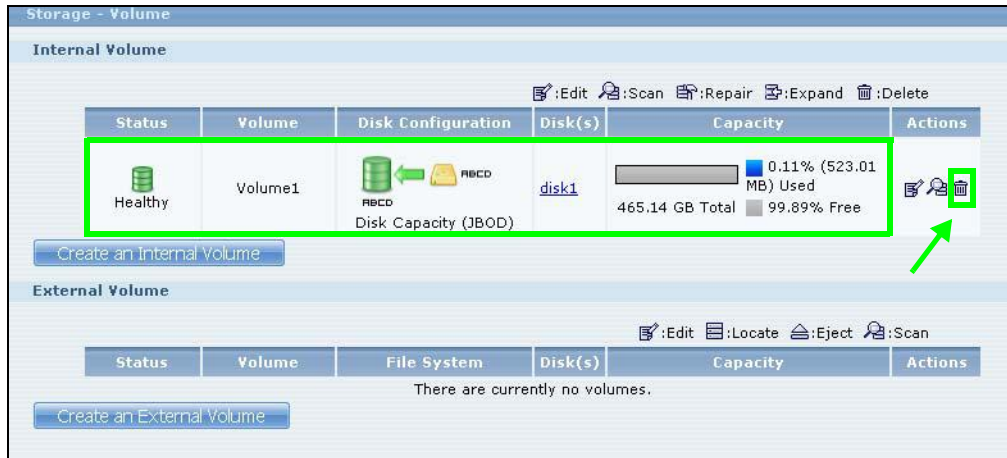 Storage - Volume
Internal Volume
:Edit :Scan :Repair :Expand :Delete
Status Volume Disk Configuration Disk(s) Capacity Actions
Healthy
Volume1
ABCD
ABCD
Disk Capacity (JBOD)
disk1
465.14 GB Total
0.11% (523.01
MB) Used
99.89% Free
Create an Internal Volume
External Volume
:Edit :Locate :Eject :Scan
Status Volume File System Disk(s) Capacity Actions
There are currently no volumes.
Create an External Volume